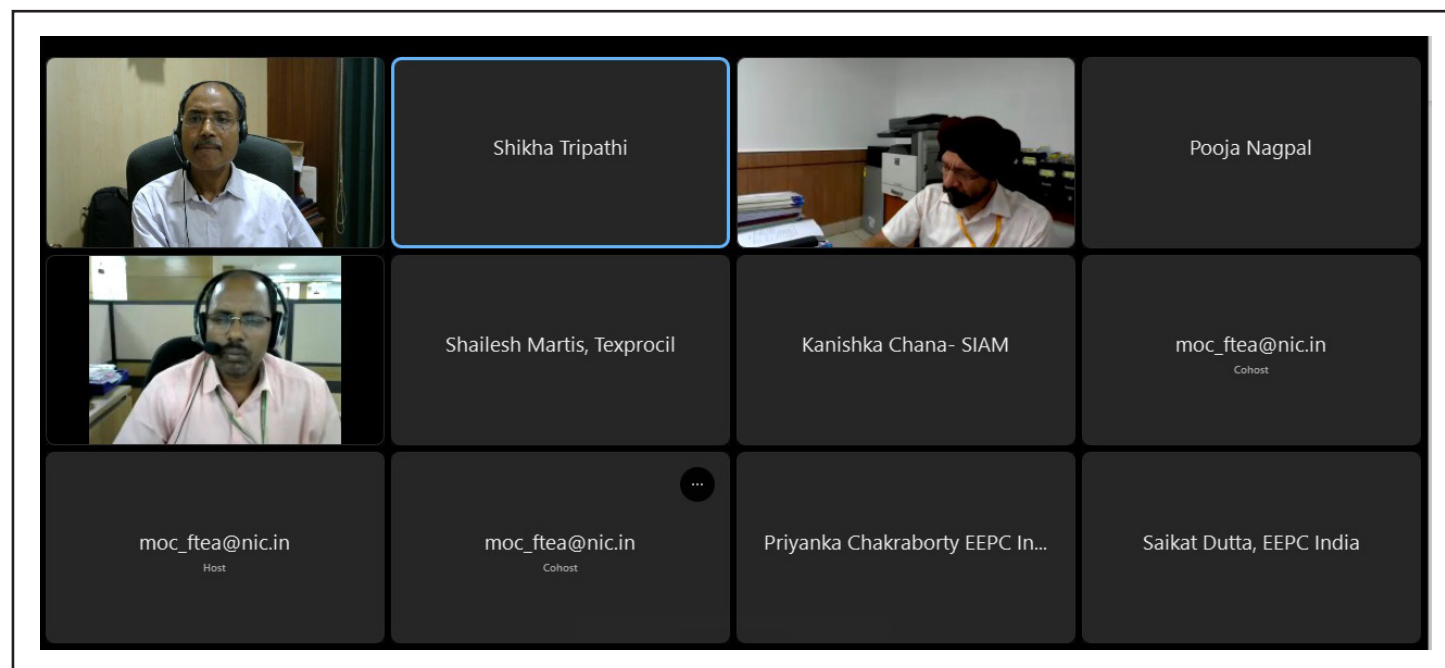 Shikha Tripathi
Pooja Nagpal
Shailesh Martis, Texprocil
Kanishka Chana- SIAM
moc_ftea@nic.in
Cohost
moc_ftea@nic.in
Host
moc_ftea@nic.in
Cohost
Priyanka Chakraborty EEPC In...
Saikat Dutta, EEPC India